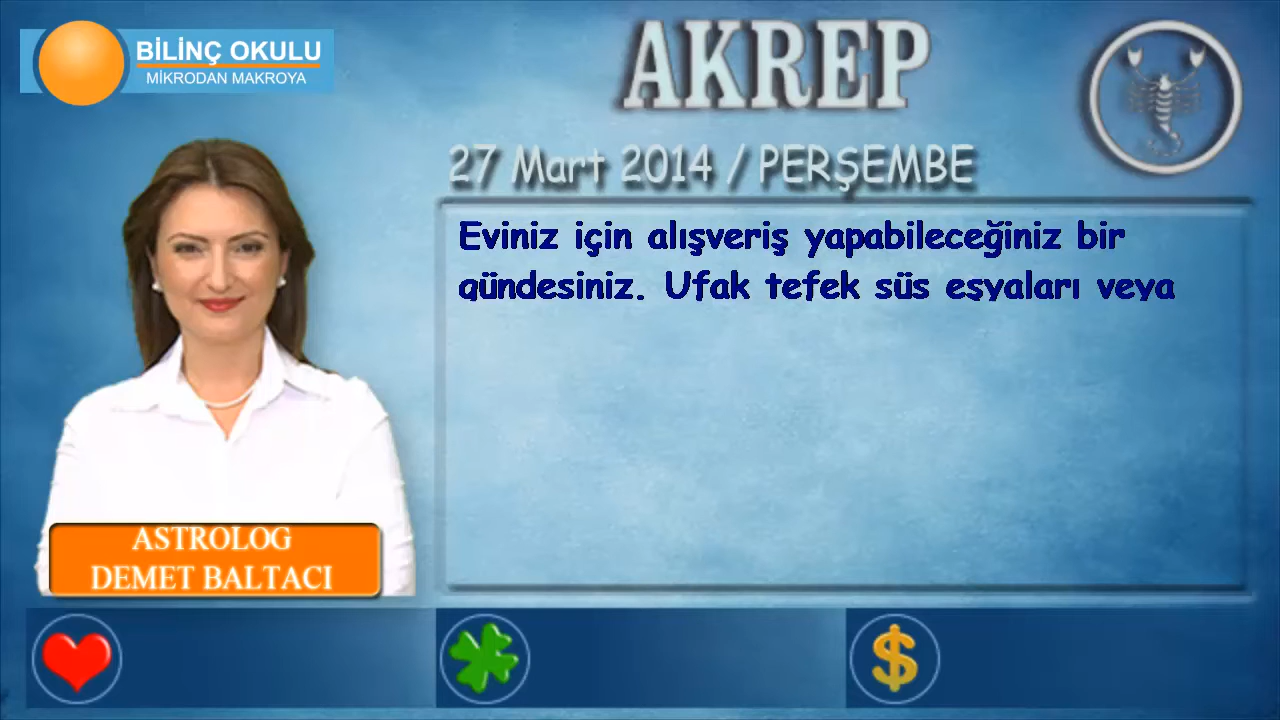 BİLİNÇ OKULU
MİKRODAN MAKROYA
AKREP
27 Mart 2014 / PERŞEMBE
Eviniz için alışveriş yapabileceğiniz bir
gündesiniz. Ufak tefek süs eşyaları veya
ASTROLOG
DEMET BALTACI